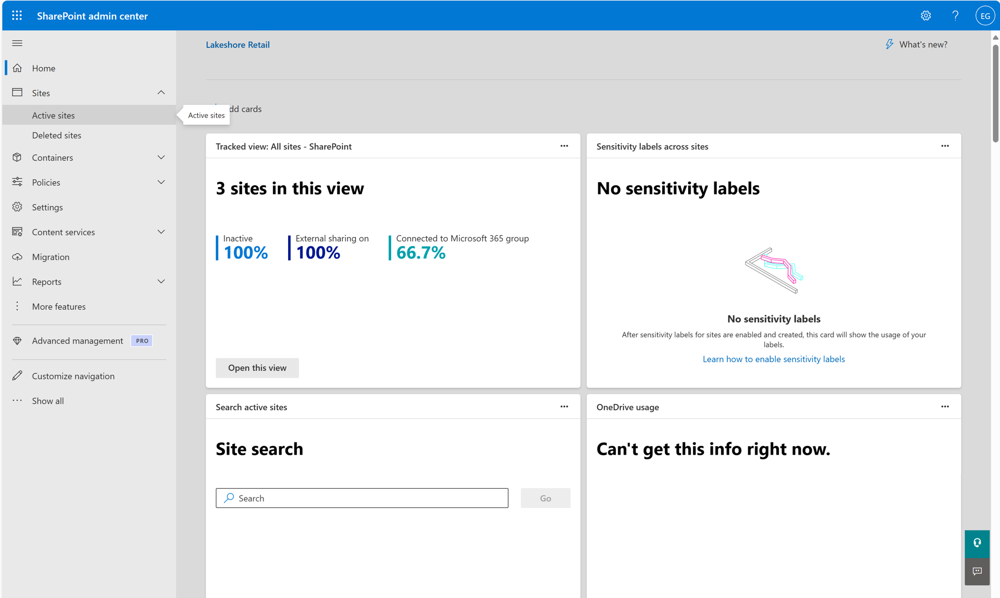 SharePoint admin center
EG
Lakeshore Retail
What's new?
Home
Sites
Active sites
Active sites
dd cards
Deleted sites
Containers
Policies
Settings
Content services
Migration
Reports
More features
Advanced management PRO
Customize navigation
Show all
Tracked view: All sites - SharePoint
3 sites in this view
Inactive
100%
External sharing on
100%
Connected to Microsoft 365 group
66.7%
Open this view
Sensitivity labels across sites
No sensitivity labels
No sensitivity labels
After sensitivity labels for sites are enabled and created, this card will show the usage of your
labels.
Learn how to enable sensitivity labels
Search active sites
Site search
Search
Go
OneDrive usage
Can't get this info right now.